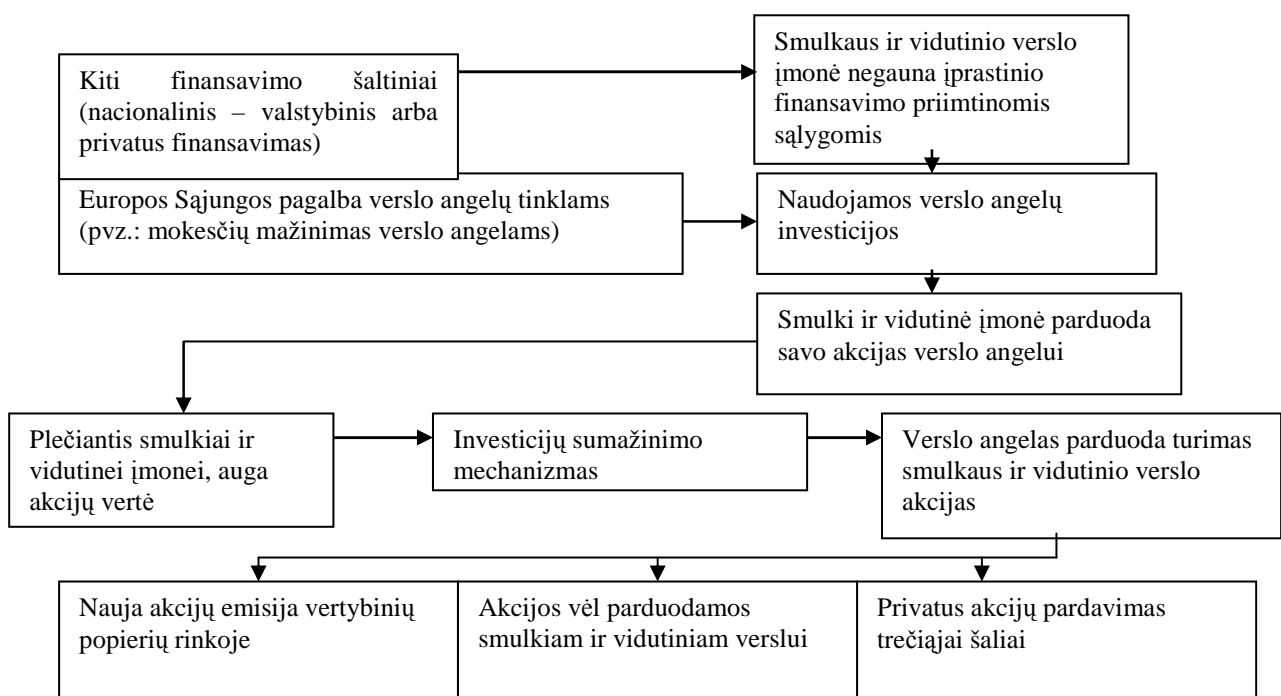 Kiti finansavimo šaltiniai
(nacionalinis – valstybinis arba
privatus finansavimas)
Smulkaus ir vidutinio verslo
įmonė negauna įprastinio
finansavimo priimtinomis
sąlygomis
Europos Sąjungos pagalba verslo angelų tinklams
(pvz.: mokesčių mažinimas verslo angelams)
Naudojamos verslo angelų
investicijos
Smulki ir vidutinė įmonė parduoda
savo akcijas verslo angelui
Plečiantis smulkiai ir
vidutinei įmonei, auga
akcijų vertė
Investicijų sumažinimo
mechanizmas
Verslo angelas parduoda turimas
smulkaus ir vidutinio verslo
akcijas
Nauja akcijų emisija vertybinių
popierių rinkoje
Akcijos vėl parduodamos
smulkiam ir vidutiniam verslui
Privatus akcijų pardavimas
trečiąjai šaliai